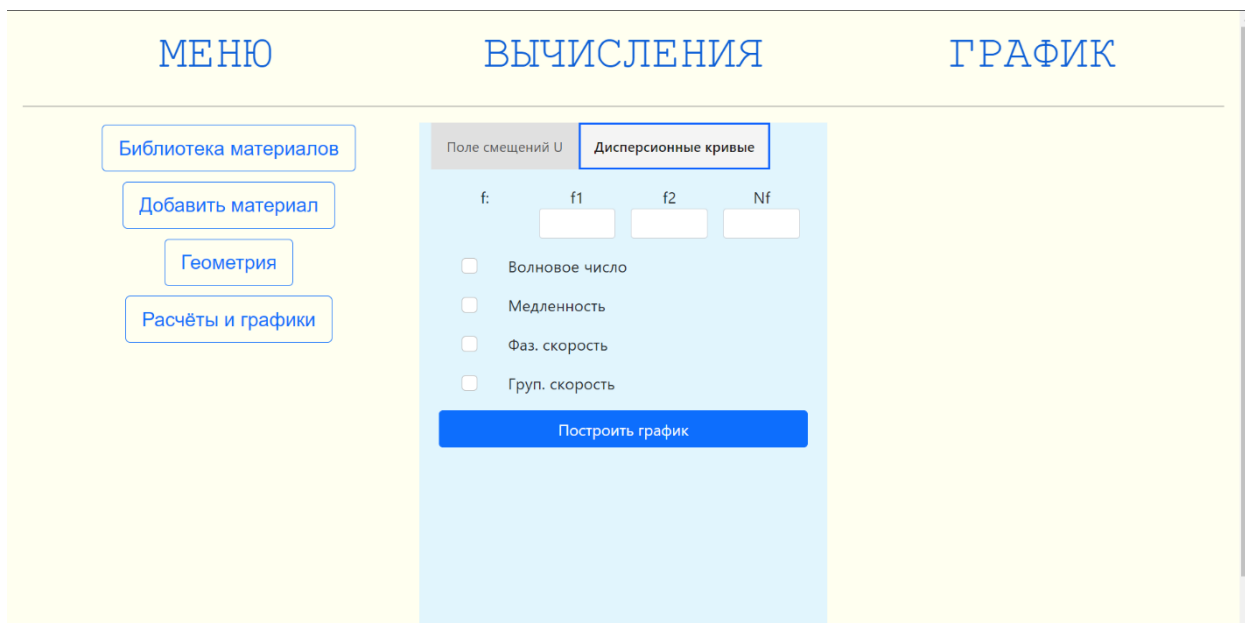 МЕНЮ
ВЫЧИСЛЕНИЯ
ГРАФИК
Библиотека материалов
Добавить материал
Геометрия
Расчёты и графики
Поле смещений U
Дисперсионные кривые
f: f1 f2 Nf
Волновое число
Медленность
Фаз. скорость
Груп. скорость
Построить график